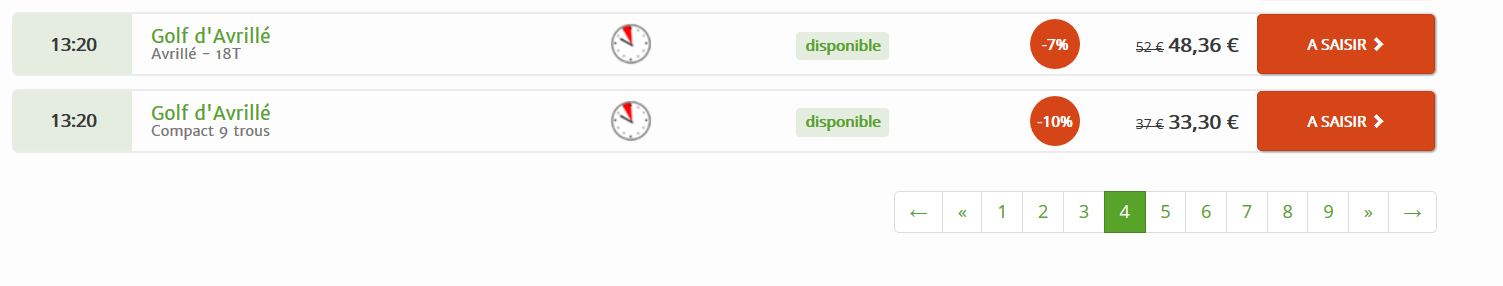 13:20 Golf d'Avrillé disponible -7% 52 € 48,36 € A SAISIR
Avrillé - 18T
13:20 Golf d'Avrillé disponible -10% 37 € 33,30 € A SAISIR
Compact 9 trous
← « 1 2 3 4 5 6 7 8 9 » →